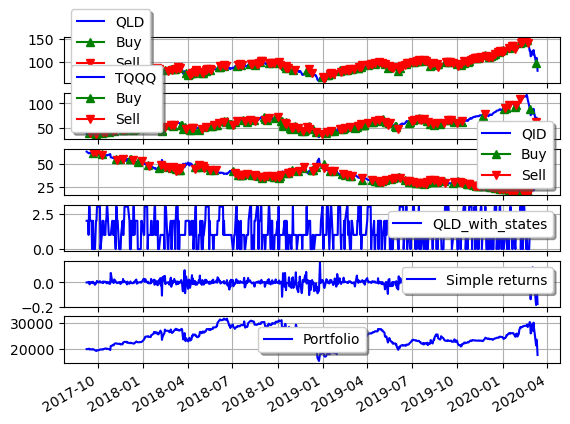 QLD
Buy
Sell
150
100
TQQQ
Buy
Sell
100
50
QID
Buy
Sell
50
25
QLD_with_states
2.5
0.0
Simple returns
0.0
−0.2
Portfolio
30000
20000
2017-10
2018-01
2018-04
2018-07
2018-10
2019-01
2019-04
2019-07
2019-10
2020-01
2020-04